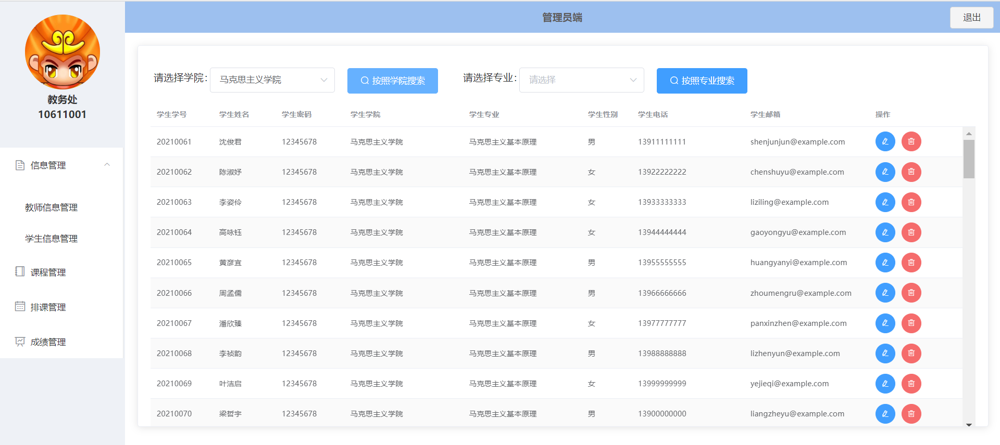 管理员端
退出
教务处
10611001
信息管理
教师信息管理
学生信息管理
课程管理
排课管理
成绩管理
请选择学院: 马克思主义学院 按照学院搜索 请选择专业: 请选择 按照专业搜索
学生学号 学生姓名 学生密码 学生学院 学生专业 学生性别 学生电话 学生邮箱 操作
20210061 沈俊君 12345678 马克思主义学院 马克思主义基本原理 男 13911111111 shenjunjun@example.com
20210062 陈淑妤 12345678 马克思主义学院 马克思主义基本原理 女 13922222222 chenshuyu@example.com
20210063 李姿伶 12345678 马克思主义学院 马克思主义基本原理 女 13933333333 liziling@example.com
20210064 高咏钰 12345678 马克思主义学院 马克思主义基本原理 女 13944444444 gaoyongyu@example.com
20210065 黄彦宜 12345678 马克思主义学院 马克思主义基本原理 男 13955555555 huangyanyi@example.com
20210066 周孟儒 12345678 马克思主义学院 马克思主义基本原理 男 13966666666 zhoumengru@example.com
20210067 潘欣臻 12345678 马克思主义学院 马克思主义基本原理 女 13977777777 panxinzhen@example.com
20210068 李祯韵 12345678 马克思主义学院 马克思主义基本原理 男 13988888888 lizhenyun@example.com
20210069 叶洁启 12345678 马克思主义学院 马克思主义基本原理 女 13999999999 yejieqi@example.com
20210070 梁哲宇 12345678 马克思主义学院 马克思主义基本原理 男 13900000000 liangzheyu@example.com